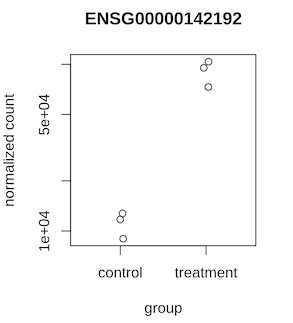 ENSG00000142192
normalized count
5e+04
1e+04
control treatment
group